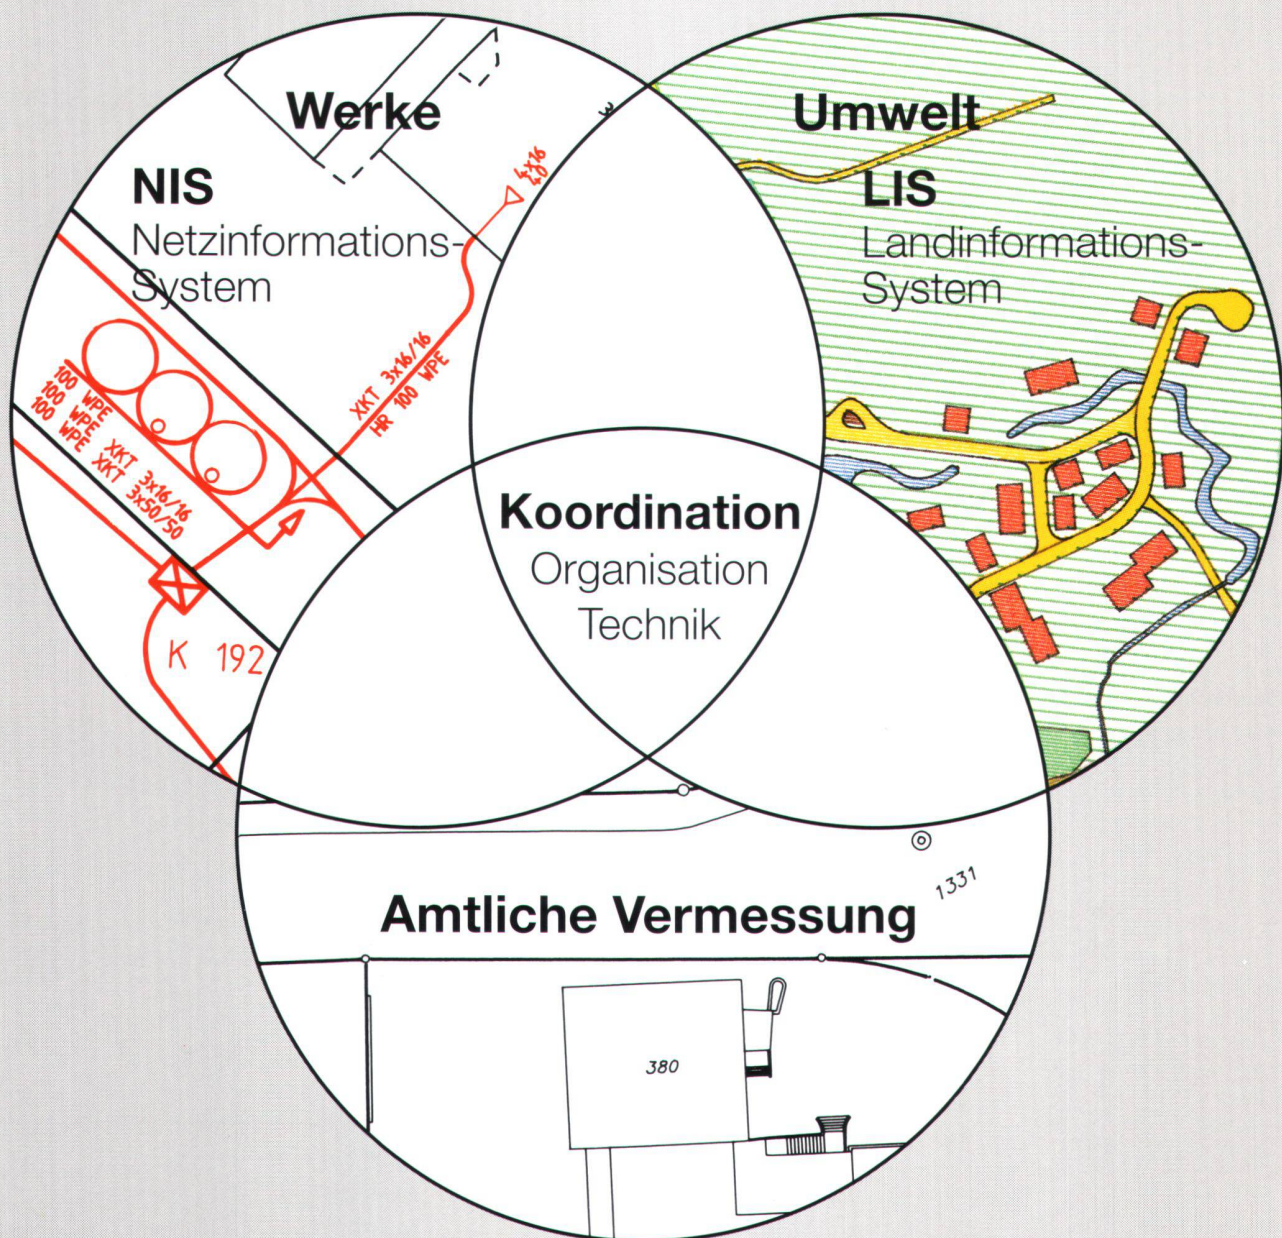 Werke
NIS
Netzinformations-
System
4x16
40
XKT 3x16/16
HR 100 WPE
100 WPE
100 WPE XKT 3x16/16
100 WPE XKT 3x50/50
K 192
Umwelt
LIS
Landinformations-
System
Koordination
Organisation
Technik
Amtliche Vermessung
1331
380